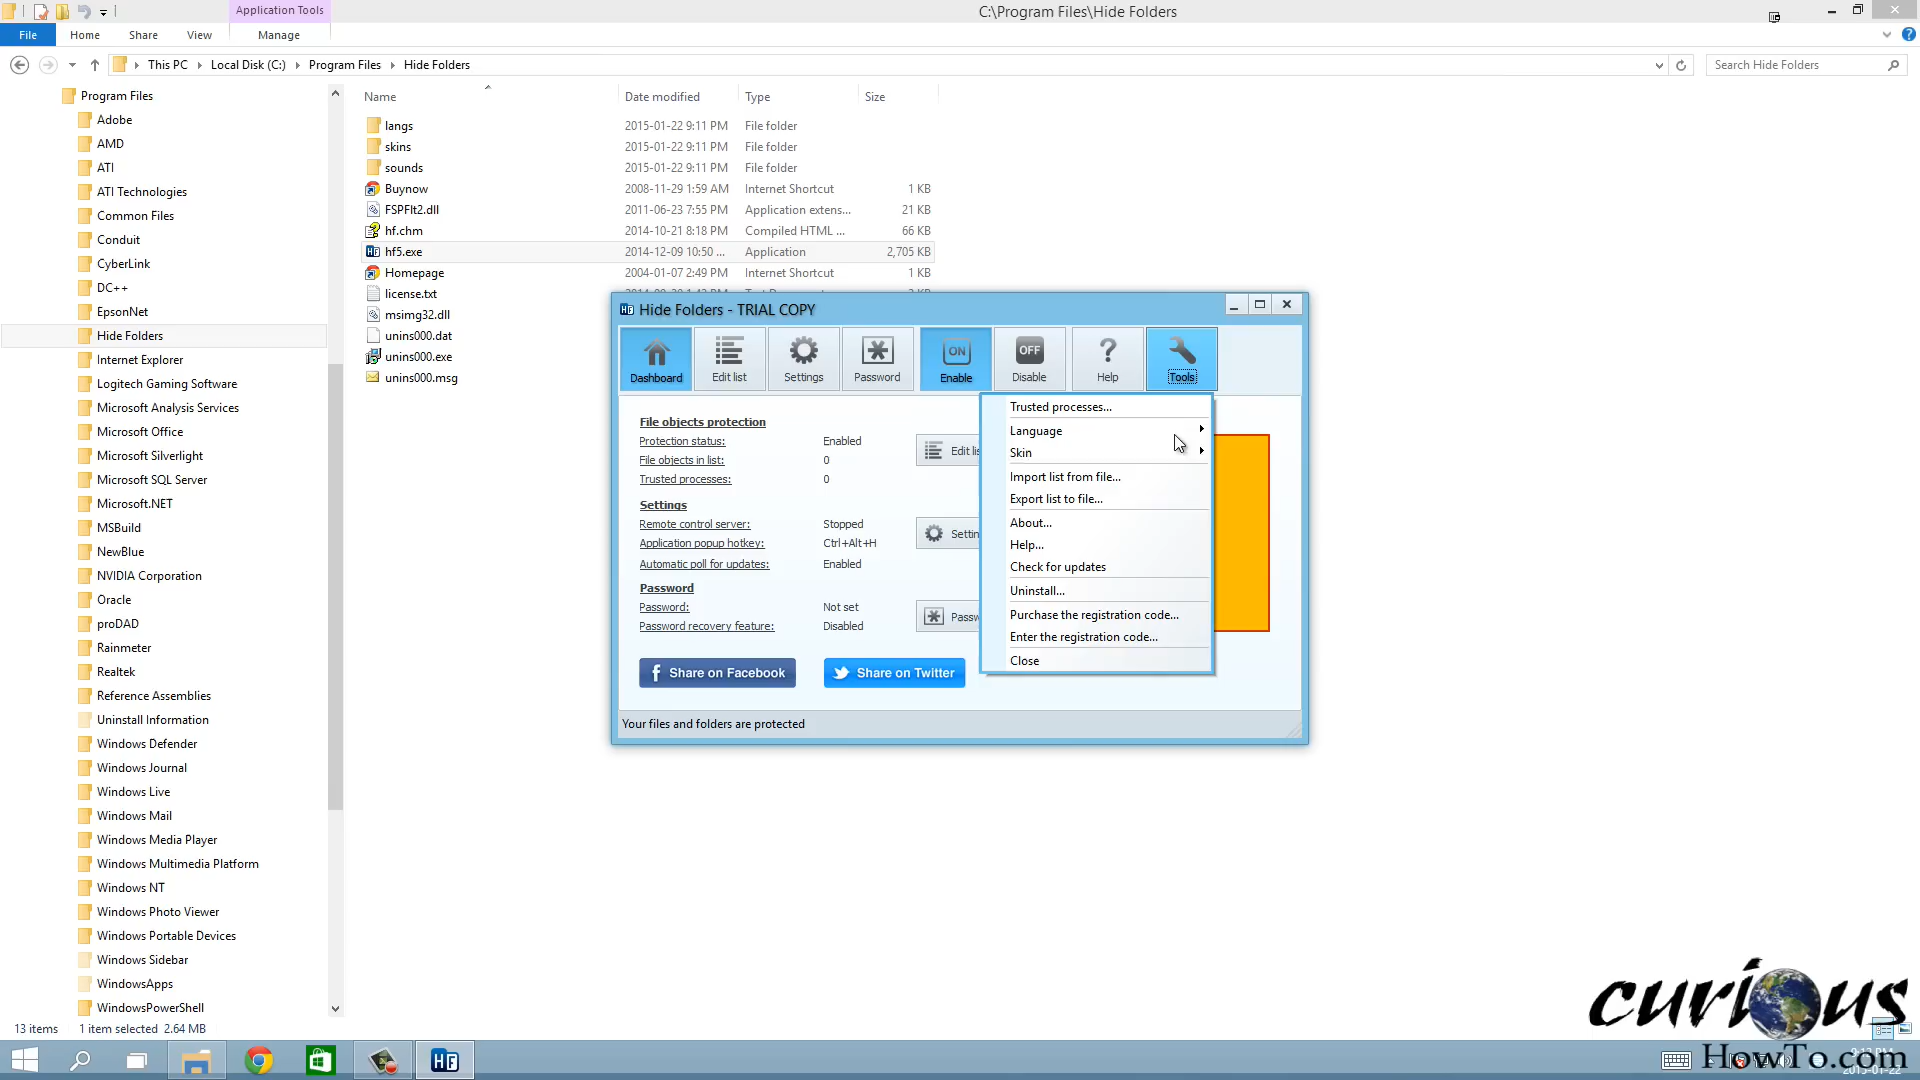 Application Tools
C:\Program Files\Hide Folders
File
Home
Share
View
Manage
This PC
Local Disk (C:)
Program Files
Hide Folders
Search Hide Folders
Program Files
Adobe
AMD
ATI
ATI Technologies
Common Files
Conduit
CyberLink
DC++
EpsonNet
Hide Folders
Internet Explorer
Logitech Gaming Software
Microsoft Analysis Services
Microsoft Office
Microsoft Silverlight
Microsoft SQL Server
Microsoft.NET
MSBuild
NewBlue
NVIDIA Corporation
Oracle
proDAD
Rainmeter
Realtek
Reference Assemblies
Uninstall Information
Windows Defender
Windows Journal
Windows Live
Windows Mail
Windows Media Player
Windows Multimedia Platform
Windows NT
Windows Photo Viewer
Windows Portable Devices
Windows Sidebar
WindowsApps
WindowsPowerShell
Name Date modified Type Size
langs 2015-01-22 9:11 PM File folder
skins 2015-01-22 9:11 PM File folder
sounds 2015-01-22 9:11 PM File folder
Buynow 2008-11-29 1:59 AM Internet Shortcut 1 KB
FSPFlt2.dll 2011-06-23 7:55 PM Application extens... 21 KB
hf.chm 2014-10-21 8:18 PM Compiled HTML ... 66 KB
hf5.exe 2014-12-09 10:50 ... Application 2,705 KB
Homepage 2004-01-07 2:49 PM Internet Shortcut 1 KB
license.txt
msimg32.dll
unins000.dat
unins000.exe
unins000.msg
Hide Folders - TRIAL COPY
Dashboard
Edit list
Settings
Password
ON
Enable
OFF
Disable
Help
Tools
File objects protection
Protection status: Enabled
File objects in list: 0
Trusted processes: 0
Edit lis
Settings
Remote control server: Stopped
Application popup hotkey: Ctrl+Alt+H
Automatic poll for updates: Enabled
Settin
Password
Password: Not set
Password recovery feature: Disabled
Passw
Share on Facebook
Share on Twitter
Your files and folders are protected
Trusted processes...
Language
Skin
Import list from file...
Export list to file...
About...
Help...
Check for updates
Uninstall...
Purchase the registration code...
Enter the registration code...
Close
13 items 1 item selected 2.64 MB
HF
curious
HowTo.com
2015-01-22